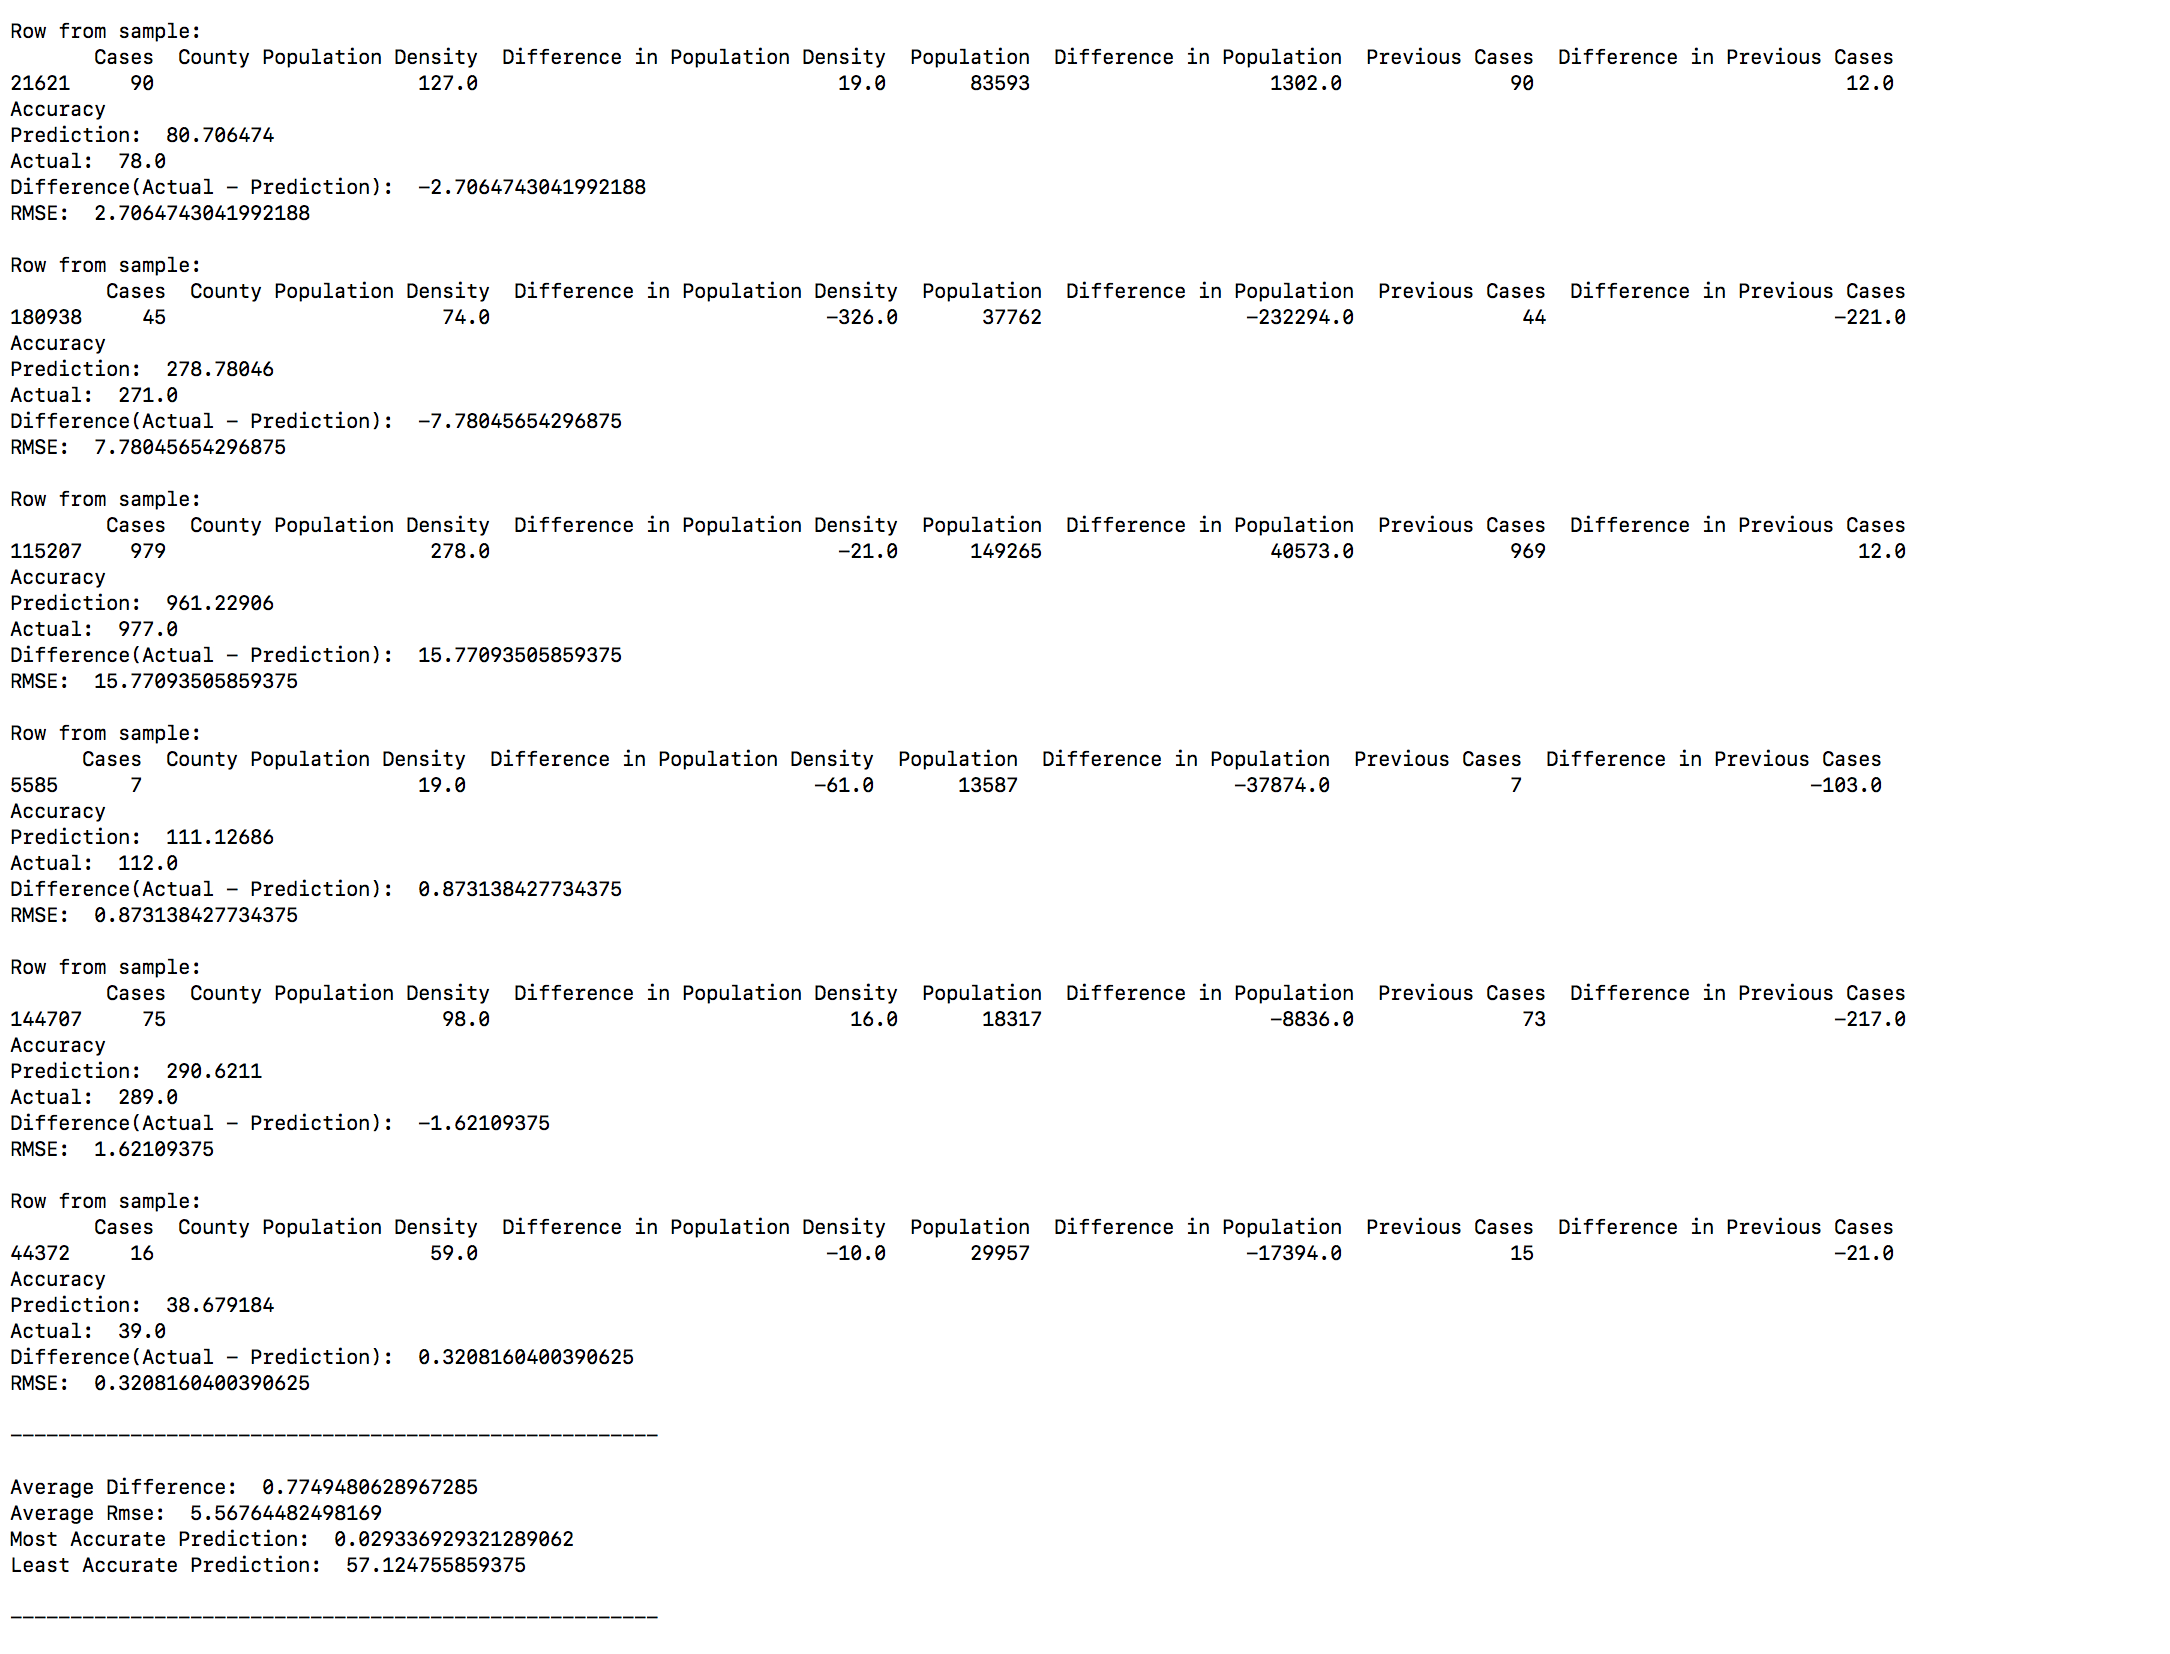 Row from sample:
       Cases  County Population Density  Difference in Population Density  Population  Difference in Population  Previous Cases  Difference in Previous Cases
21621     90                      127.0                              19.0       83593                    1302.0              90                          12.0
Accuracy
Prediction:  80.706474
Actual:  78.0
Difference(Actual - Prediction):  -2.7064743041992188
RMSE:  2.7064743041992188

Row from sample:
        Cases  County Population Density  Difference in Population Density  Population  Difference in Population  Previous Cases  Difference in Previous Cases
180938     45                       74.0                            -326.0       37762                 -232294.0              44                        -221.0
Accuracy
Prediction:  278.78046
Actual:  271.0
Difference(Actual - Prediction):  -7.78045654296875
RMSE:  7.78045654296875

Row from sample:
        Cases  County Population Density  Difference in Population Density  Population  Difference in Population  Previous Cases  Difference in Previous Cases
115207    979                      278.0                             -21.0      149265                   40573.0             969                          12.0
Accuracy
Prediction:  961.22906
Actual:  977.0
Difference(Actual - Prediction):  15.77093505859375
RMSE:  15.77093505859375

Row from sample:
      Cases  County Population Density  Difference in Population Density  Population  Difference in Population  Previous Cases  Difference in Previous Cases
5585      7                       19.0                             -61.0       13587                  -37874.0               7                        -103.0
Accuracy
Prediction:  111.12686
Actual:  112.0
Difference(Actual - Prediction):  0.873138427734375
RMSE:  0.873138427734375

Row from sample:
        Cases  County Population Density  Difference in Population Density  Population  Difference in Population  Previous Cases  Difference in Previous Cases
144707     75                       98.0                              16.0       18317                   -8836.0              73                        -217.0
Accuracy
Prediction:  290.6211
Actual:  289.0
Difference(Actual - Prediction):  -1.62109375
RMSE:  1.62109375

Row from sample:
       Cases  County Population Density  Difference in Population Density  Population  Difference in Population  Previous Cases  Difference in Previous Cases
44372     16                       59.0                             -10.0       29957                  -17394.0              15                         -21.0
Accuracy
Prediction:  38.679184
Actual:  39.0
Difference(Actual - Prediction):  0.3208160400390625
RMSE:  0.3208160400390625

------------------------------------------------------

Average Difference:  0.7749480628967285
Average Rmse:  5.56764482498169
Most Accurate Prediction:  0.029336929321289062
Least Accurate Prediction:  57.124755859375

------------------------------------------------------